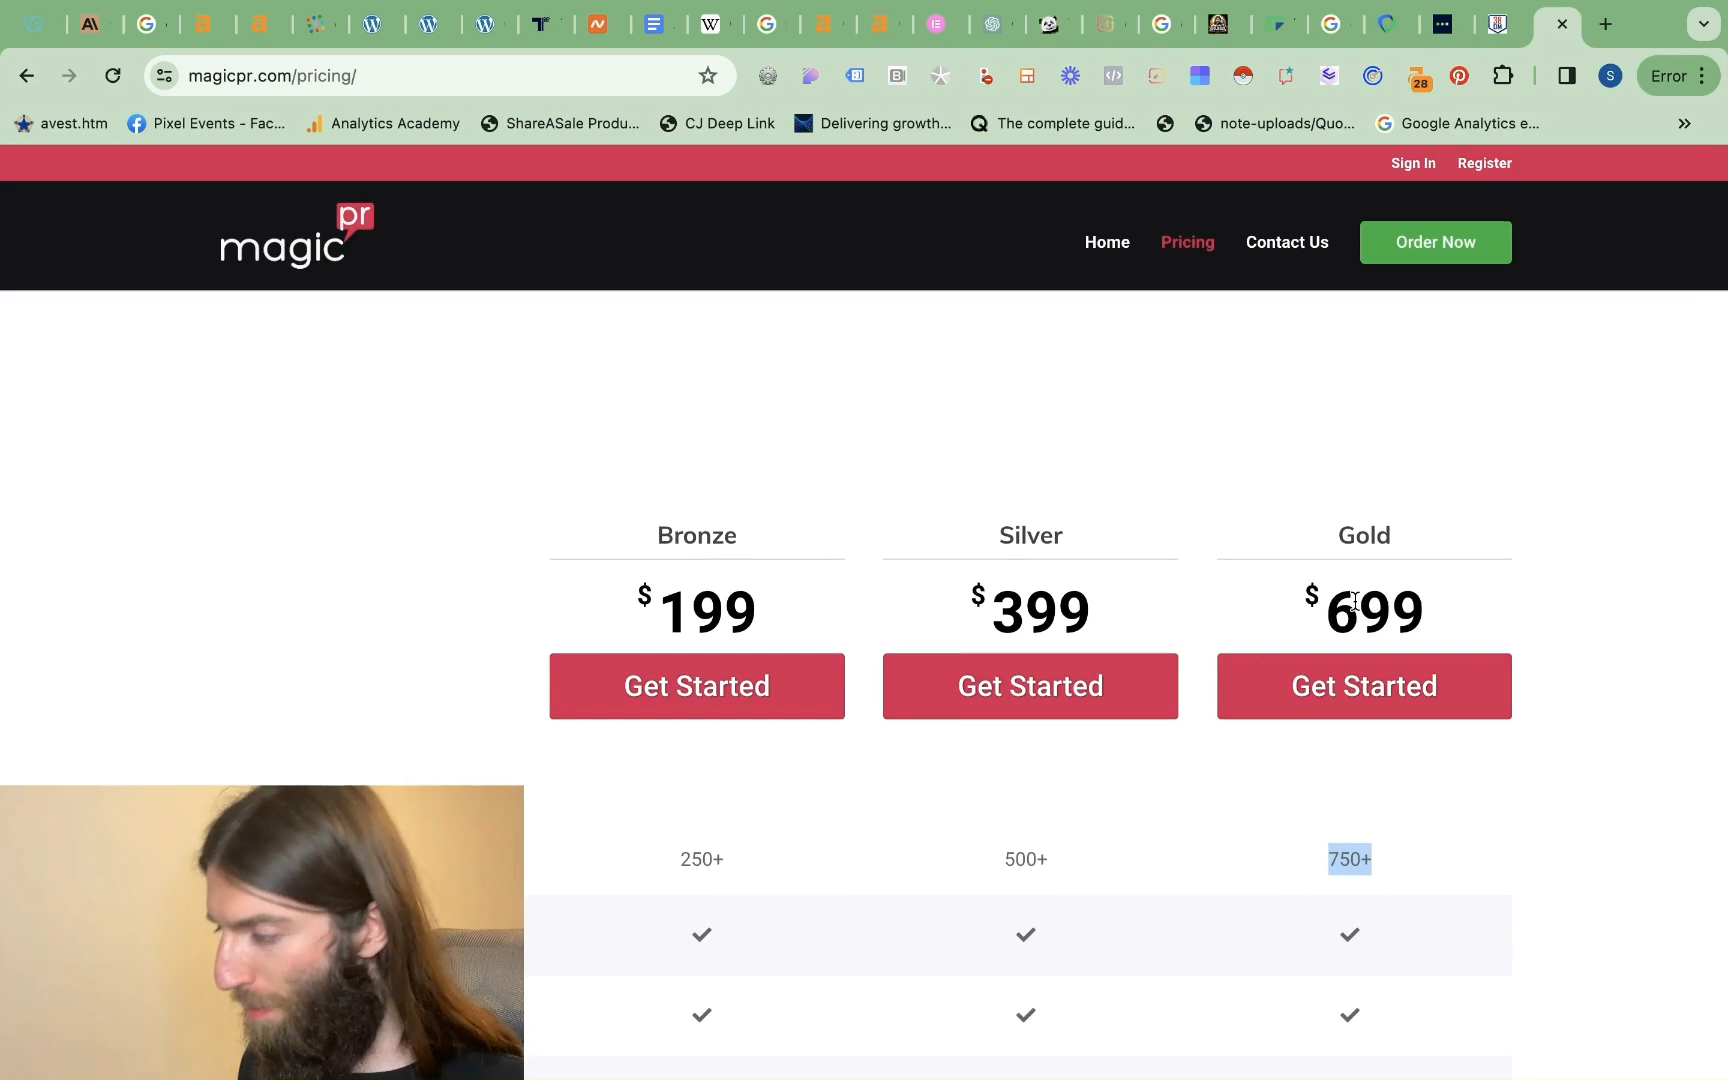 magicpr.com/pricing/
Error
28
S
avest.htm
Pixel Events - Fac...
Analytics Academy
ShareASale Produ...
CJ Deep Link
Delivering growth...
The complete guid...
note-uploads/Quo...
Google Analytics e...
Sign In
Register
magic pr
Home
Pricing
Contact Us
Order Now
Bronze
Silver
Gold
$ 199
$ 399
$ 699
Get Started
Get Started
Get Started
250+
500+
750+